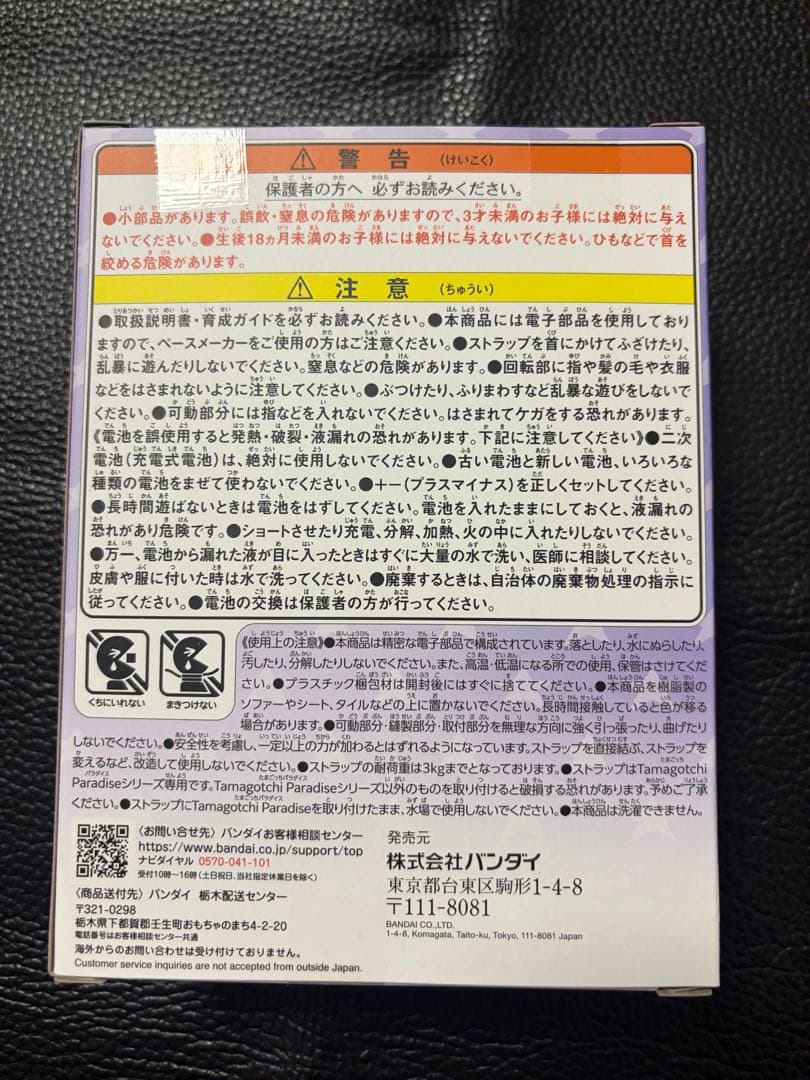 ⚠ 警告 (けいこく)
保護者の方へ 必ずお読みください。
●小部品があります。誤飲・窒息の危険がありますので、3才未満のお子様には絶対に与え
ないでください。●生後18ヵ月未満のお子様には絶対に与えないでください。ひもなどで首を
絞める危険があります。
⚠ 注意 (ちゅうい)
●取扱説明書・育成ガイドを必ずお読みください。●本商品には電子部品を使用しており
ますので、ペースメーカーをご使用の方はご注意ください。●ストラップを首にかけてふざけたり、
乱暴に遊んだりしないでください。窒息などの危険があります。●回転部に指や髪の毛や衣服
などをはさまれないように注意してください。●ぶつけたり、ふりまわすなど乱暴な遊びをしないで
ください。●可動部分には指などを入れないでください。はさまれてケガをする恐れがあります。
《電池を誤使用すると発熱・破裂・液漏れの恐れがあります。下記に注意してください》●二次
電池(充電式電池)は、絶対に使用しないでください。●古い電池と新しい電池、いろいろな
種類の電池をまぜて使わないでください。●+−(プラスマイナス)を正しくセットしてください。
●長時間遊ばないときは電池をはずしてください。電池を入れたままにしておくと、液漏れの
恐れがあり危険です。●ショートさせたり充電、分解、加熱、火の中に入れたりしないでください。
●万一、電池から漏れた液が目に入ったときはすぐに大量の水で洗い、医師に相談してください。
皮膚や服に付いた時は水で洗ってください。●廃棄するときは、自治体の廃棄物処理の指示に
従ってください。●電池の交換は保護者の方が行ってください。
くちにいれない
まきつけない
《使用上の注意》●本商品は精密な電子部品で構成されています。落としたり、水にぬらしたり、
汚したり、分解したりしないでください。また、高温・低温になる所での使用、保管はさけてくださ
い。●プラスチック梱包材は開封後にはすぐに捨ててください。●本商品を樹脂製の
ソファーやシート、タイルなどの上に置かないでください。長時間接触していると色が移る
場合があります。●可動部分・縫製部分・取付部分を無理な方向に強く引っ張ったり、曲げたり
しないでください。●安全性を考慮し、一定以上の力が加わるとはずれるようになっています。ストラップを直接結ぶ、ストラップを
変えるなど、改造して使用しないでください。●ストラップの耐荷重は3kgまでとなっております。●ストラップはTamagotchi
Paradiseシリーズ専用です。Tamagotchi Paradiseシリーズ以外のものを取り付けると破損する恐れがあります。予めご了承
ください。●ストラップにTamagotchi Paradiseを取り付けたまま、水場で使用しないでください。●本商品は洗濯できません。
〈お問い合せ先〉バンダイお客様相談センター
https://www.bandai.co.jp/support/top
ナビダイヤル 0570-041-101
受付10時〜16時(土日祝日、当社指定休業日を除く)
〈商品送付先〉バンダイ 栃木配送センター
〒321-0298
栃木県下都賀郡壬生町おもちゃのまち4-2-20
電話番号はお客様相談センター共通
海外からのお問い合わせは受け付けておりません。
Customer service inquiries are not accepted from outside Japan.
発売元
株式会社バンダイ
東京都台東区駒形1-4-8
〒111-8081
BANDAI CO.,LTD.
1-4-8, Komagata, Taito-ku, Tokyo, 111-8081 Japan